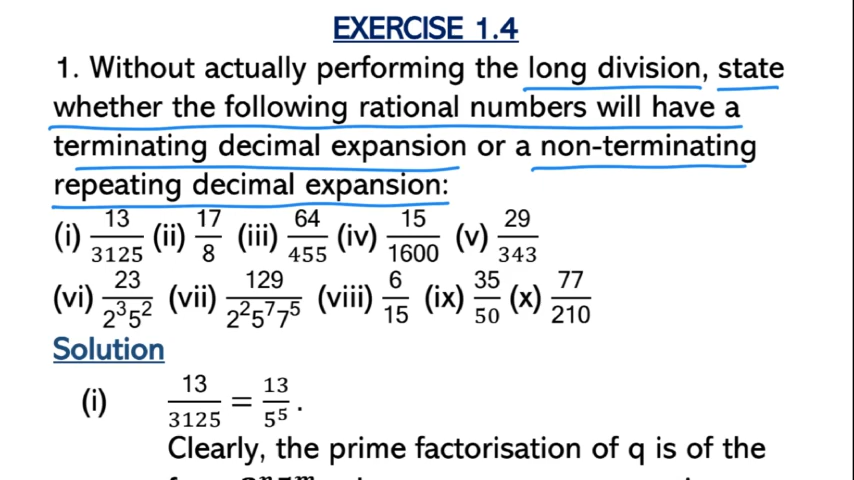 EXERCISE 1.4
1. Without actually performing the long division, state
whether the following rational numbers will have a
terminating decimal expansion or a non-terminating
repeating decimal expansion:
(i) 13/3125 (ii) 17/8 (iii) 64/455 (iv) 15/1600 (v) 29/343
(vi) 23/2³5² (vii) 129/2²5⁷7⁵ (viii) 6/15 (ix) 35/50 (x) 77/210
Solution
(i) 13/3125 = 13/5⁵.
Clearly, the prime factorisation of q is of the